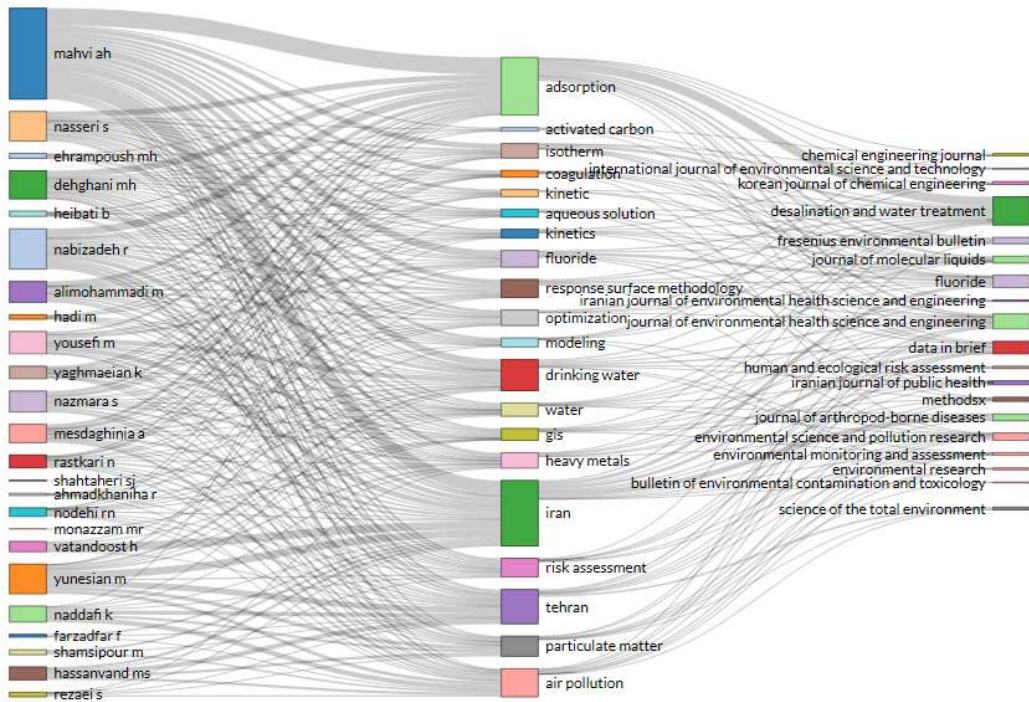 mahvi ah
nasseri s
ehrampoush mh
dehghani mh
heibati b
nabizadeh r
alimohammadi m
hadi m
yousefi m
yaghmaeian k
nazmara s
mesdaghinia a
rastkari n
shahtaheri sj
ahmadkhaniha r
nodehi rn
monazzam mr
vatandoost h
yunesian m
naddafi k
farzadfar f
shamsipour m
hassanvand ms
rezaei s
adsorption
activated carbon
isotherm
coagulation
kinetic
aqueous solution
kinetics
fluoride
response surface methodology
optimization
modeling
drinking water
water
gis
heavy metals
iran
risk assessment
tehran
particulate matter
air pollution
chemical engineering journal
international journal of environmental science and technology
korean journal of chemical engineering
desalination and water treatment
fresenius environmental bulletin
journal of molecular liquids
fluoride
iranian journal of environmental health science and engineering
journal of environmental health science and engineering
data in brief
human and ecological risk assessment
iranian journal of public health
methodsx
journal of arthropod-borne diseases
environmental science and pollution research
environmental monitoring and assessment
environmental research
bulletin of environmental contamination and toxicology
science of the total environment